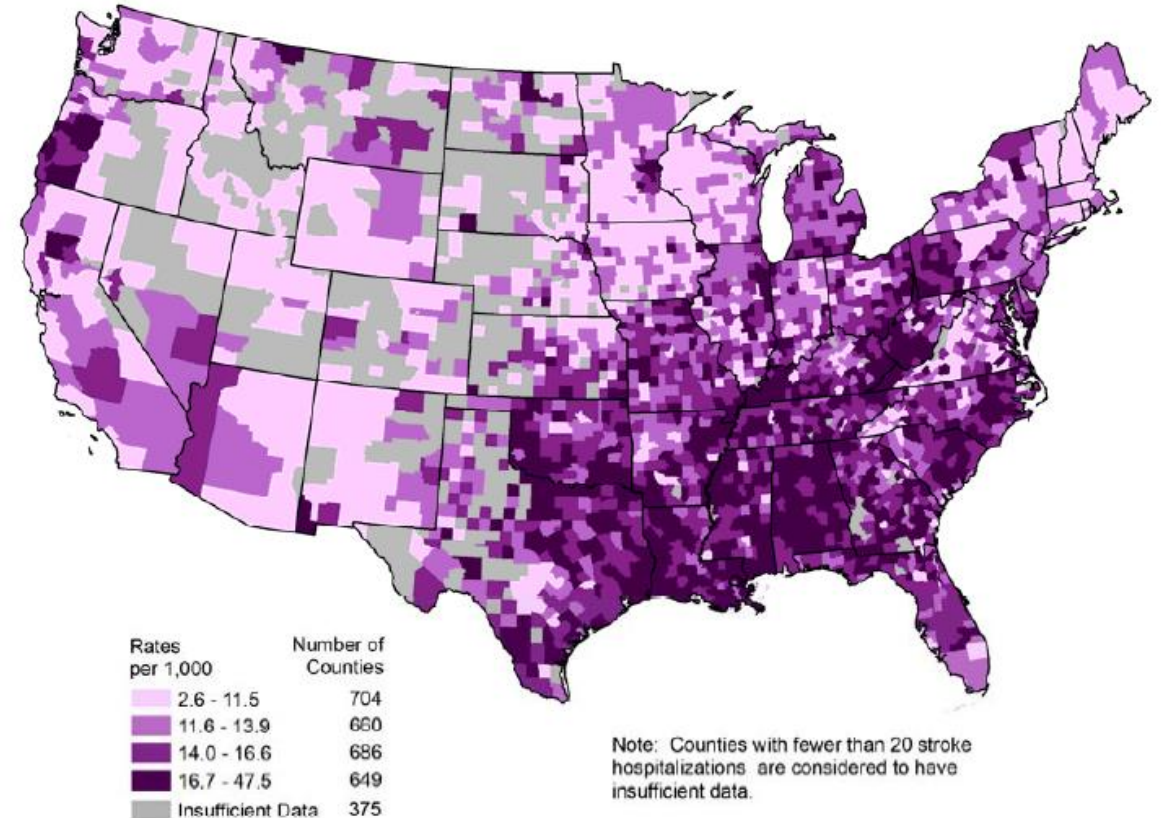 Rates per 1,000 Number of Counties
2.6 - 11.5 704
11.6 - 13.9 660
14.0 - 16.6 686
16.7 - 47.5 649
Insufficient Data 375
Note: Counties with fewer than 20 stroke
hospitalizations are considered to have
insufficient data.